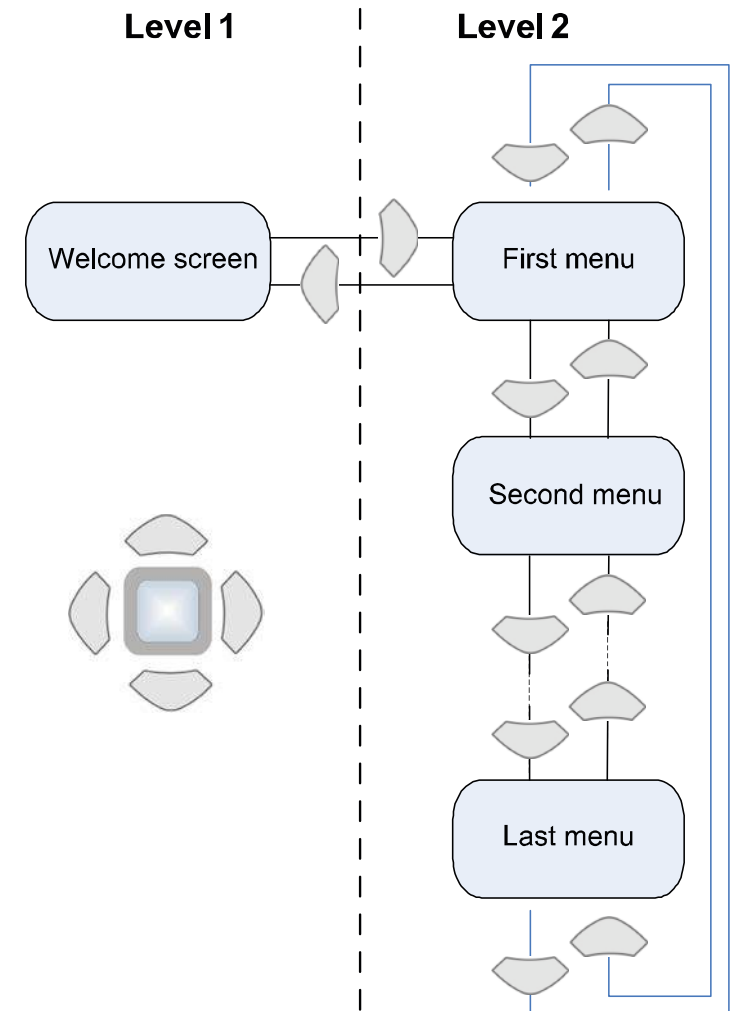 Level 1
Level 2
Welcome screen
First menu
Second menu
Last menu